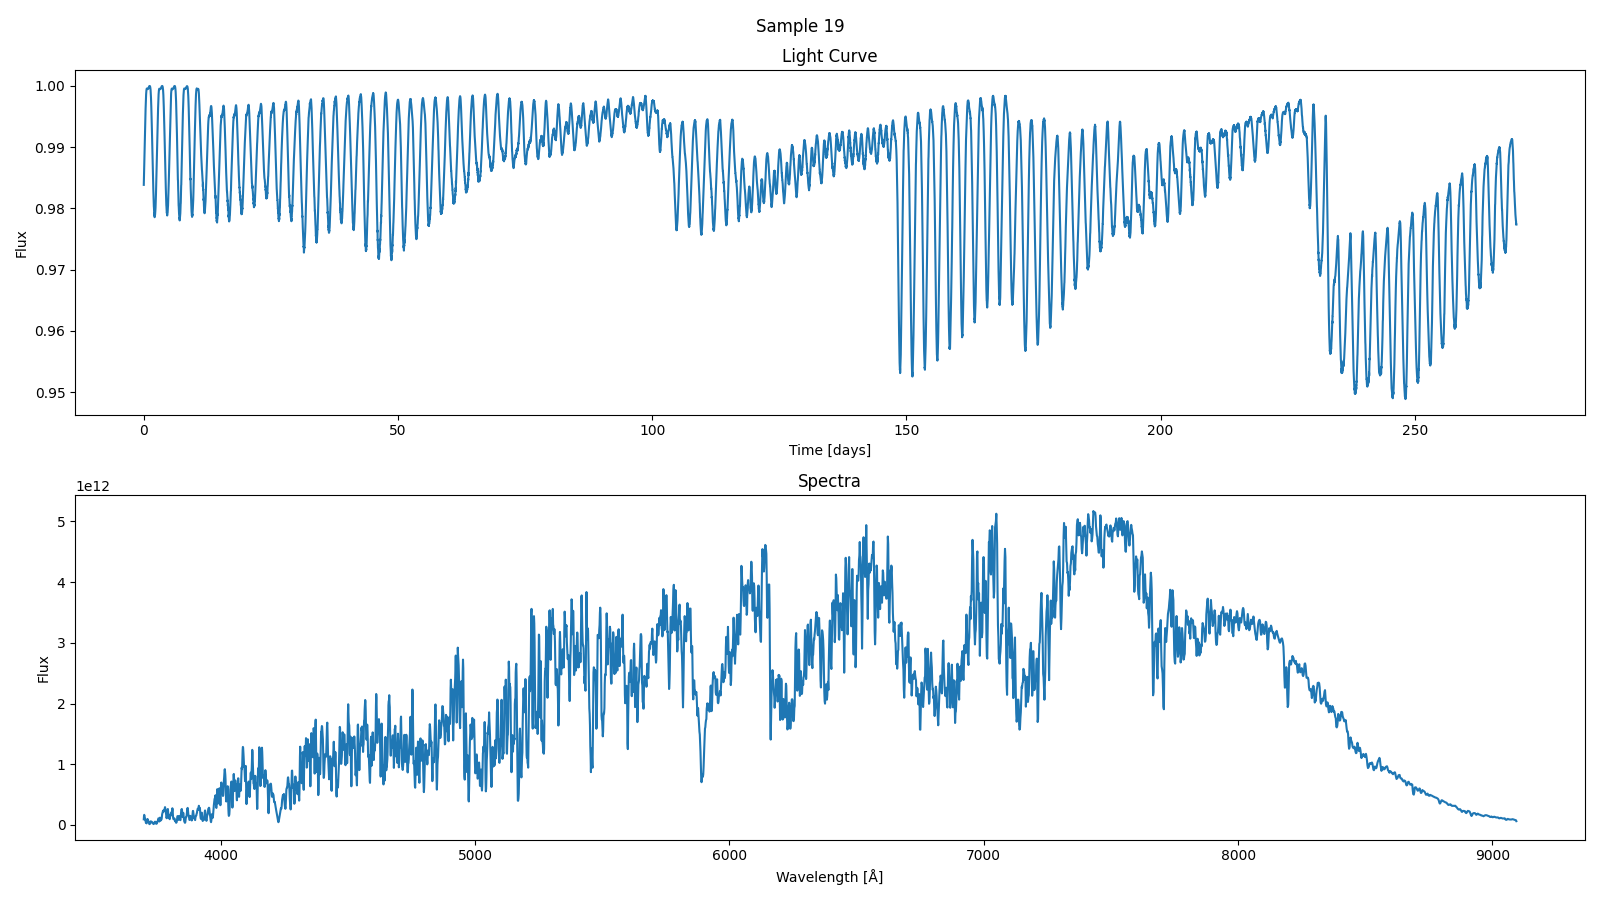 Sample 19
Light Curve
1.00
0.99
0.98
0.97
0.96
0.95
Flux
0 50 100 150 200 250
Time [days]
Spectra
1e12
5
4
3
2
1
0
Flux
4000 5000 6000 7000 8000 9000
Wavelength [Å]